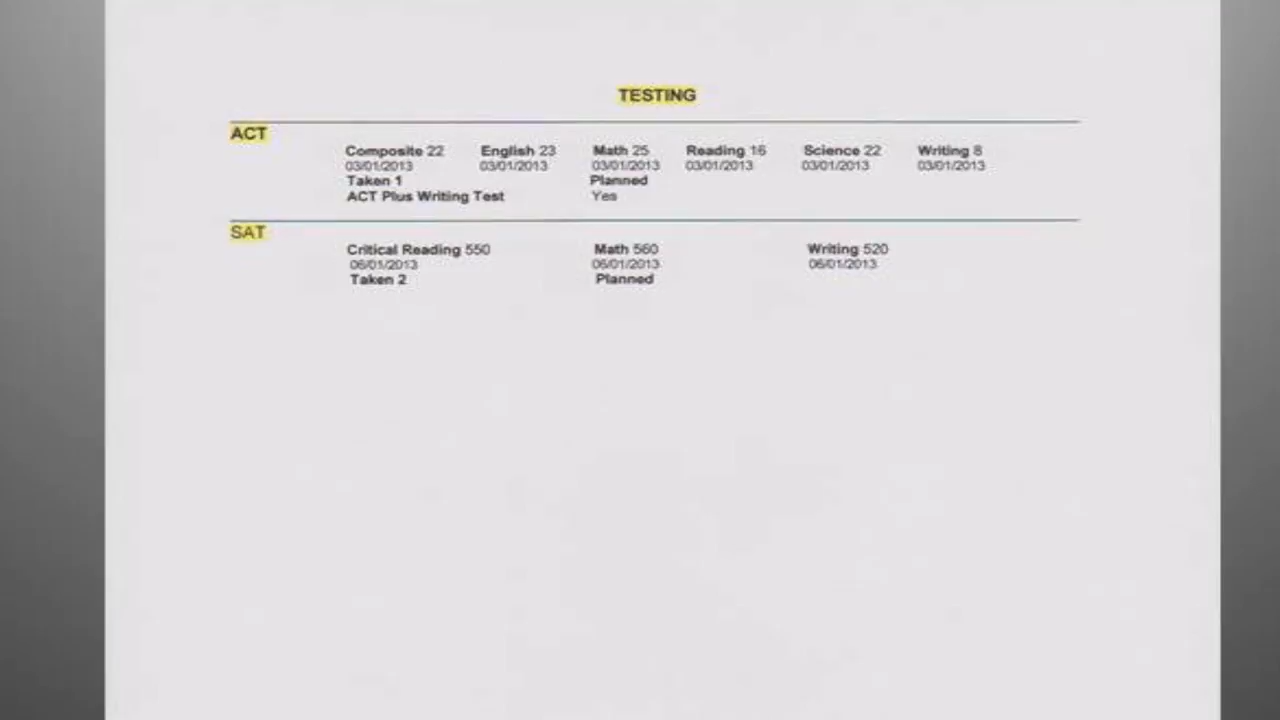 TESTING
ACT
Composite 22 English 23 Math 25 Reading 16 Science 22 Writing 8
03/01/2013 03/01/2013 03/01/2013 03/01/2013 03/01/2013 03/01/2013
Taken 1 Planned
ACT Plus Writing Test Yes
SAT
Critical Reading 550 Math 560 Writing 520
06/01/2013 06/01/2013 06/01/2013
Taken 2 Planned